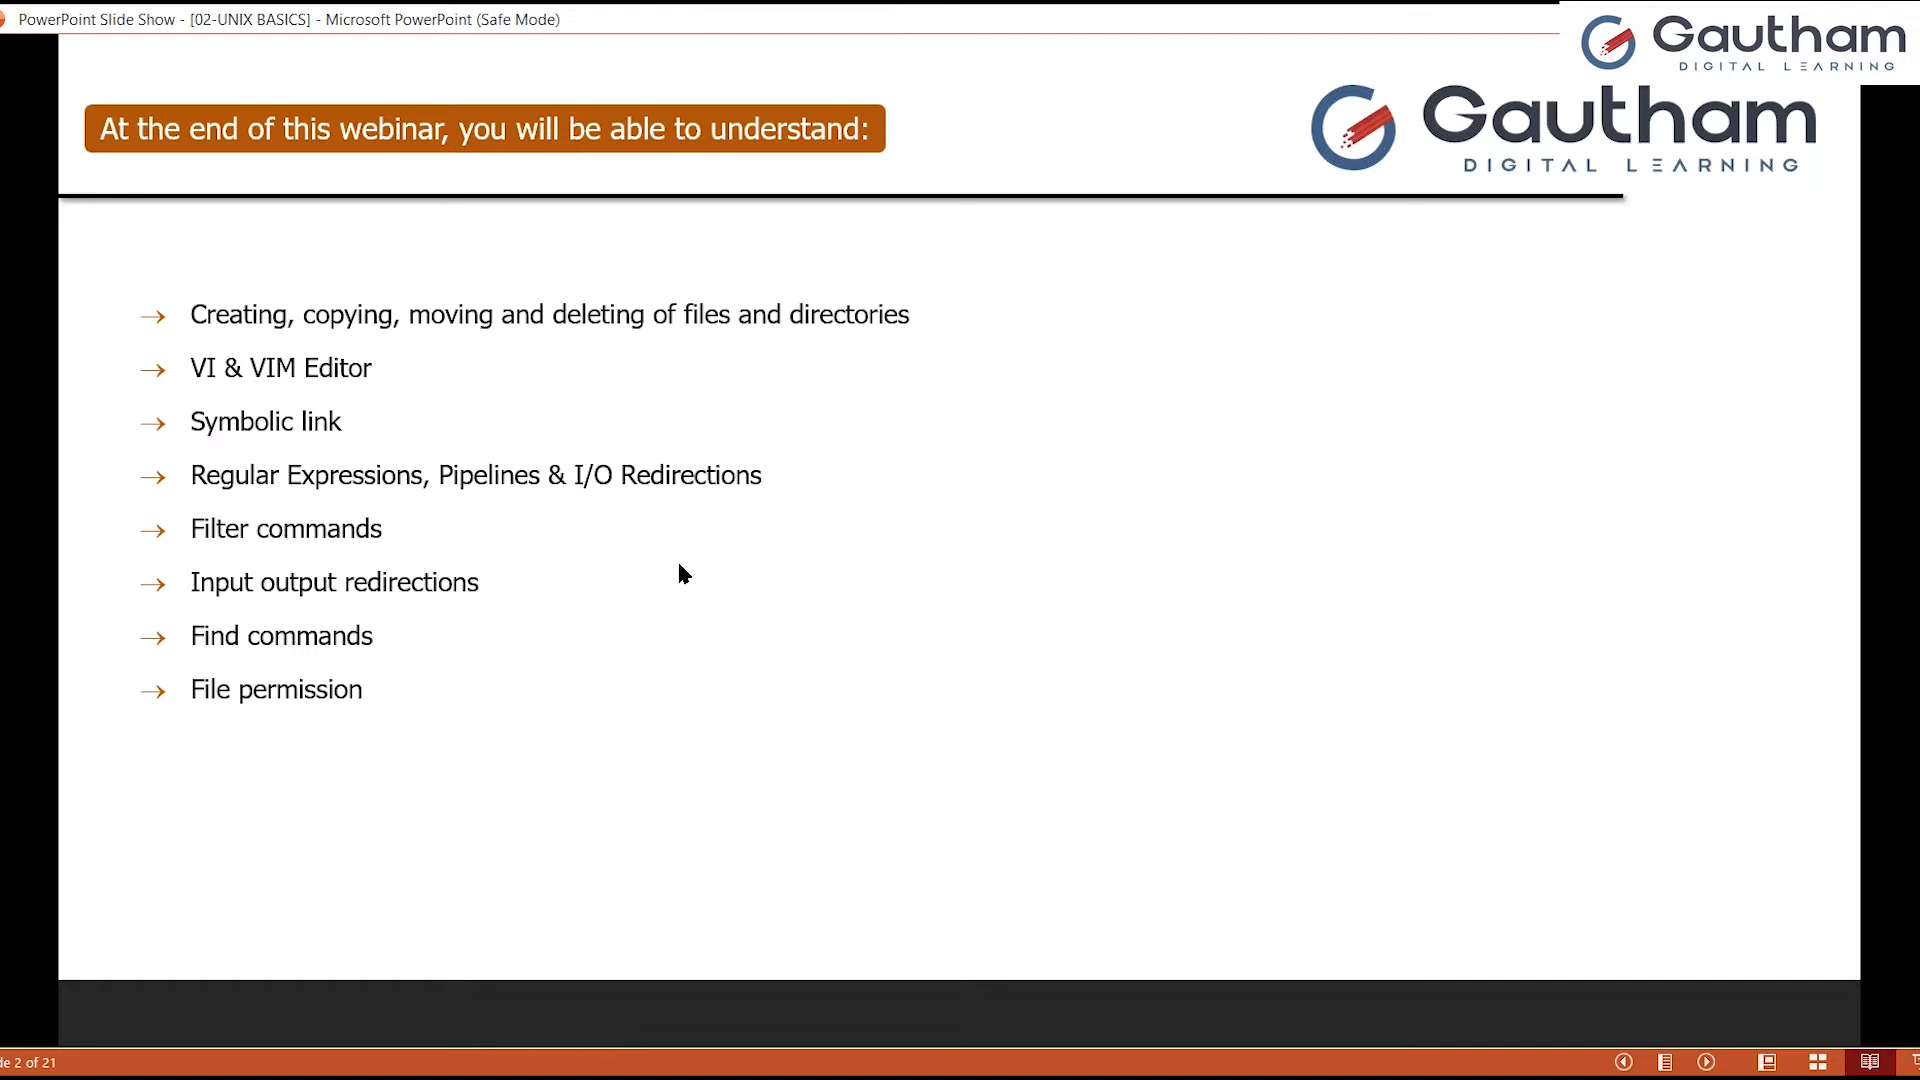 PowerPoint Slide Show - [02-UNIX BASICS] - Microsoft PowerPoint (Safe Mode)
Gautham
DIGITAL LEARNING
At the end of this webinar, you will be able to understand:
Gautham
DIGITAL LEARNING
→ Creating, copying, moving and deleting of files and directories
→ VI & VIM Editor
→ Symbolic link
→ Regular Expressions, Pipelines & I/O Redirections
→ Filter commands
→ Input output redirections
→ Find commands
→ File permission
de 2 of 21